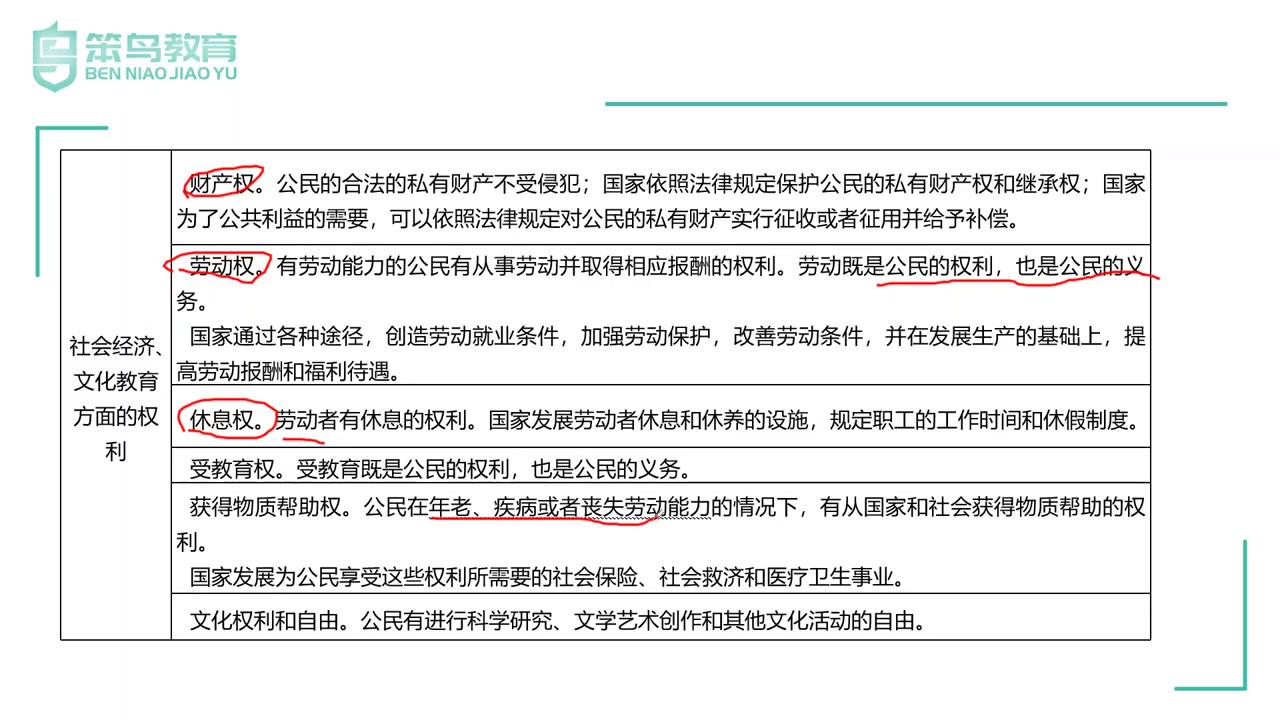 笨鸟教育
BEN NIAO JIAO YU
财产权。公民的合法的私有财产不受侵犯；国家依照法律规定保护公民的私有财产权和继承权；国家
为了公共利益的需要，可以依照法律规定对公民的私有财产实行征收或者征用并给予补偿。
劳动权。有劳动能力的公民有从事劳动并取得相应报酬的权利。劳动既是公民的权利，也是公民的义
务。
国家通过各种途径，创造劳动就业条件，加强劳动保护，改善劳动条件，并在发展生产的基础上，提
高劳动报酬和福利待遇。
社会经济、
文化教育
方面的权
利
休息权。劳动者有休息的权利。国家发展劳动者休息和休养的设施，规定职工的工作时间和休假制度。
受教育权。受教育既是公民的权利，也是公民的义务。
获得物质帮助权。公民在年老、疾病或者丧失劳动能力的情况下，有从国家和社会获得物质帮助的权
利。
国家发展为公民享受这些权利所需要的社会保险、社会救济和医疗卫生事业。
文化权利和自由。公民有进行科学研究、文学艺术创作和其他文化活动的自由。